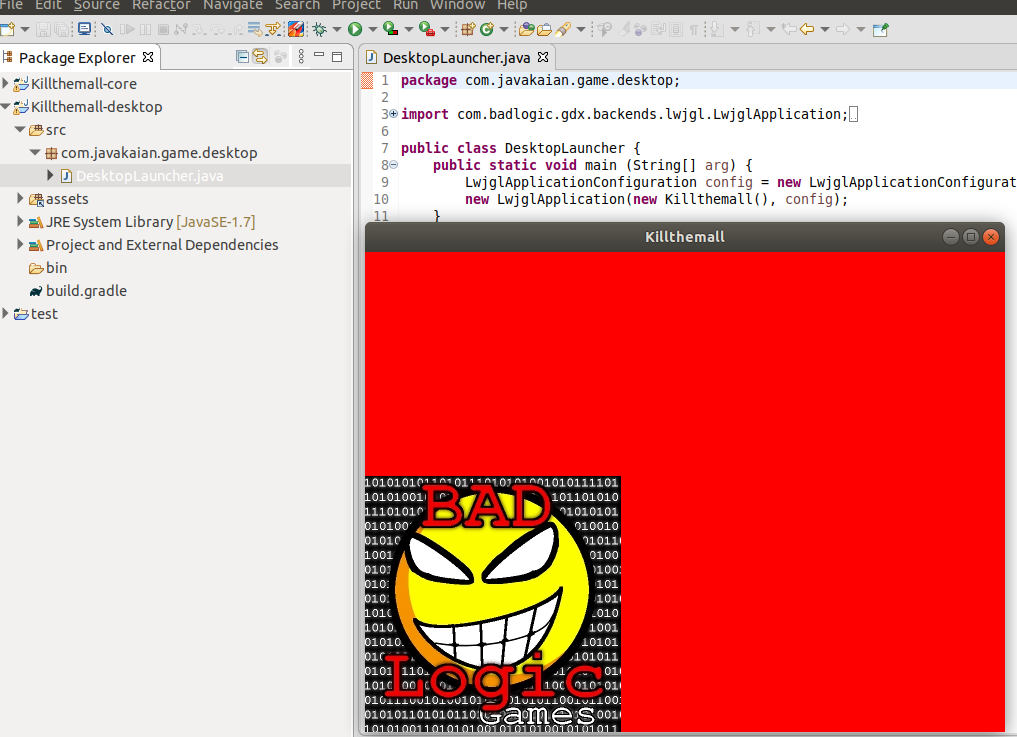 File Edit Source Refactor Navigate Search Project Run Window Help
Package Explorer
Killthemall-core
Killthemall-desktop
src
com.javakaian.game.desktop
DesktopLauncher.java
assets
JRE System Library [JavaSE-1.7]
Project and External Dependencies
bin
build.gradle
test
DesktopLauncher.java
1 package com.javakaian.game.desktop;
2
3 import com.badlogic.gdx.backends.lwjgl.LwjglApplication;
6
7 public class DesktopLauncher {
8 public static void main (String[] arg) {
9 LwjglApplicationConfiguration config = new LwjglApplicationConfigurat
10 new LwjglApplication(new Killthemall(), config);
11 }
Killthemall
BAD
Logic
Games